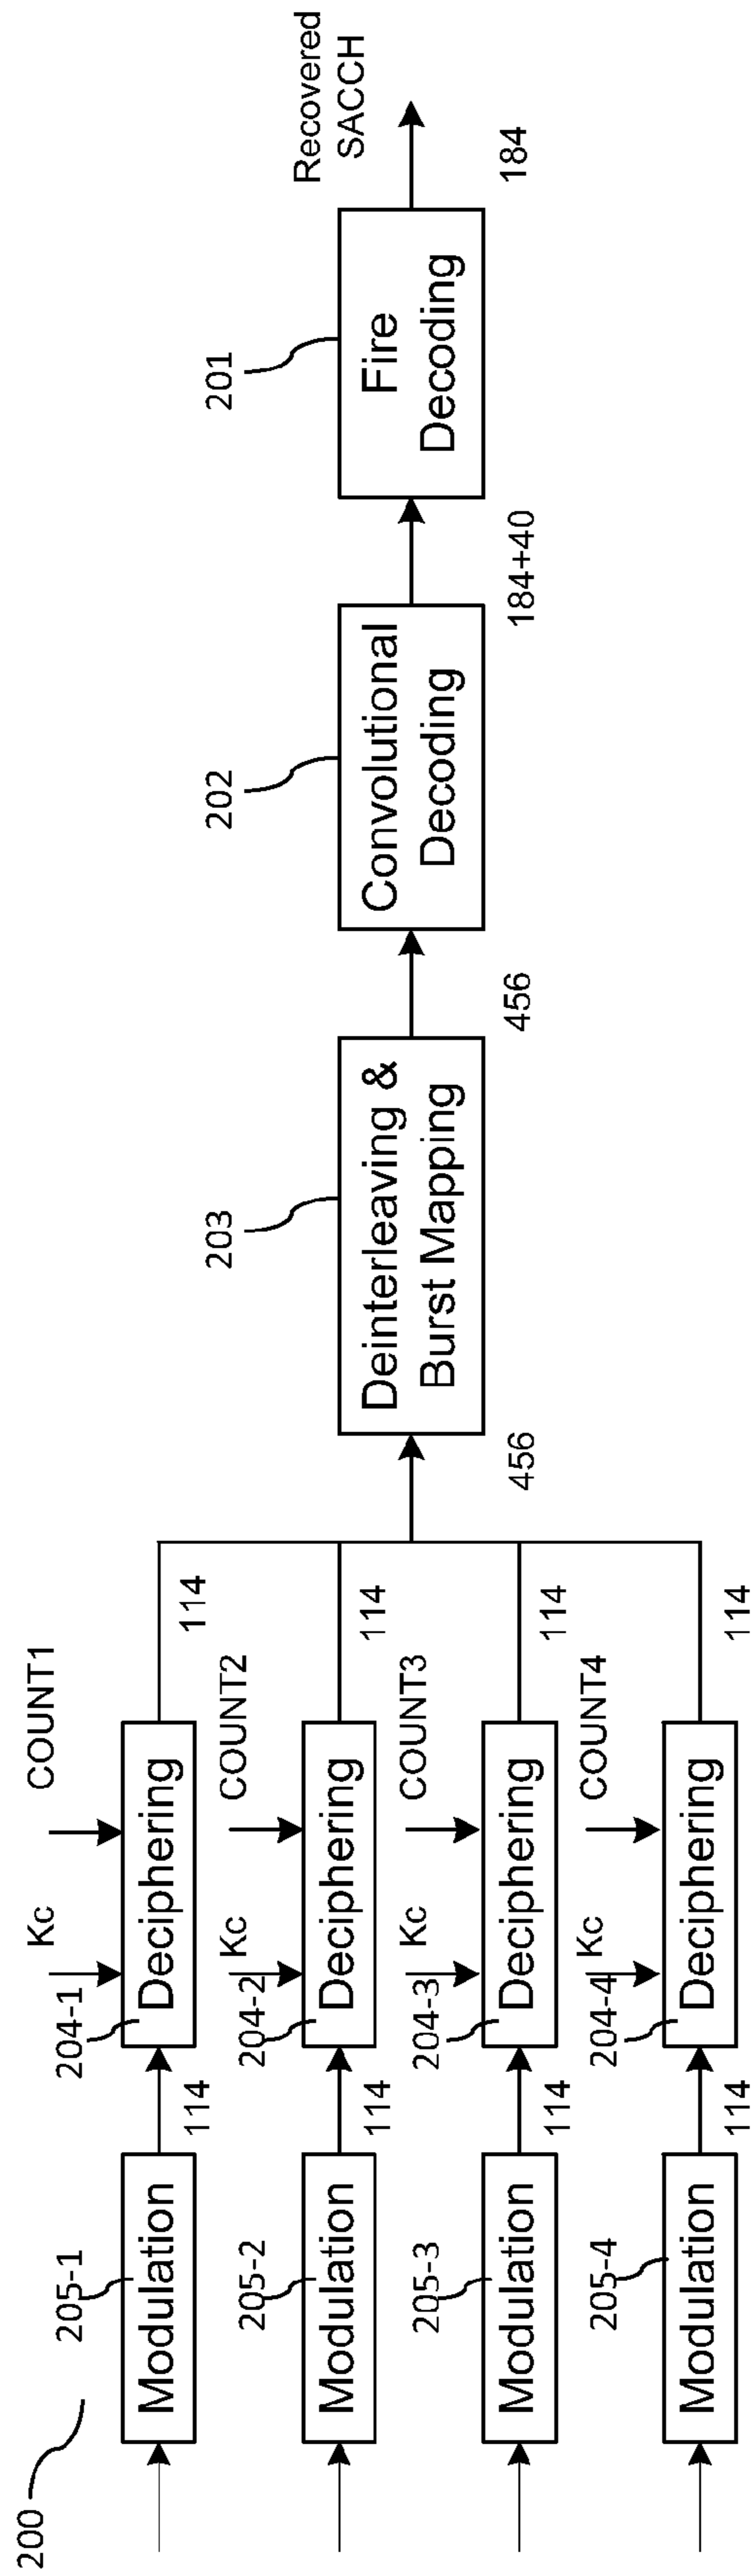 200
205-1
Modulation
114
204-1
Kc
COUNT1
Deciphering
114
205-2
Modulation
114
204-2
Kc
COUNT2
Deciphering
114
205-3
Modulation
114
204-3
Kc
COUNT3
Deciphering
114
205-4
Modulation
114
204-4
Kc
COUNT4
Deciphering
114
456
203
Deinterleaving &
Burst Mapping
456
202
Convolutional
Decoding
184+40
201
Fire
Decoding
Recovered
SACCH
184